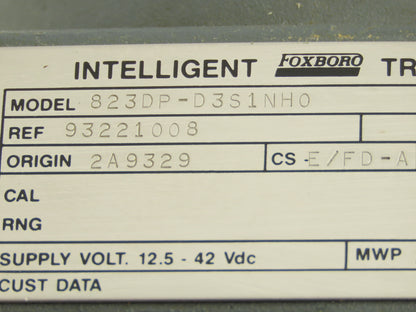 INTELLIGENT FOXBORO TR
MODEL 823DP-D3S1NH0
REF 93221008
ORIGIN 2A9329 CS -E/FD-A
CAL
RNG
SUPPLY VOLT. 12.5 - 42 Vdc MWP
CUST DATA